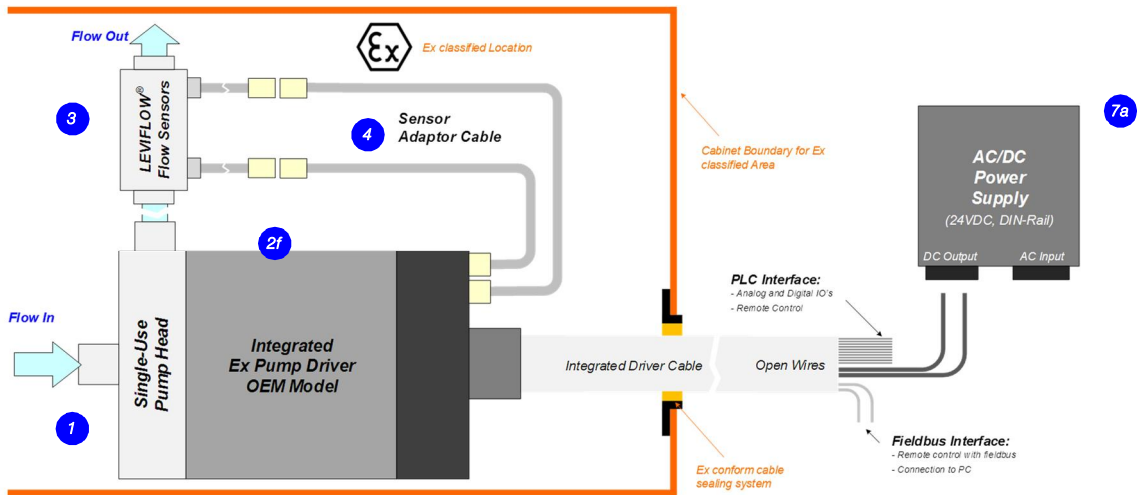 Flow Out
Ex
Ex classified Location
3
LEVIFLOW®
Flow Sensors
4
Sensor
Adaptor Cable
Cabinet Boundary for Ex
classified Area
7a
AC/DC
Power
Supply
(24VDC, DIN-Rail)
DC Output
AC Input
2f
Flow In
Single-Use
Pump Head
Integrated
Ex Pump Driver
OEM Model
1
PLC Interface:
- Analog and Digital IO's
- Remote Control
Integrated Driver Cable
Open Wires
Fieldbus Interface:
- Remote control with fieldbus
- Connection to PC
Ex conform cable
sealing system